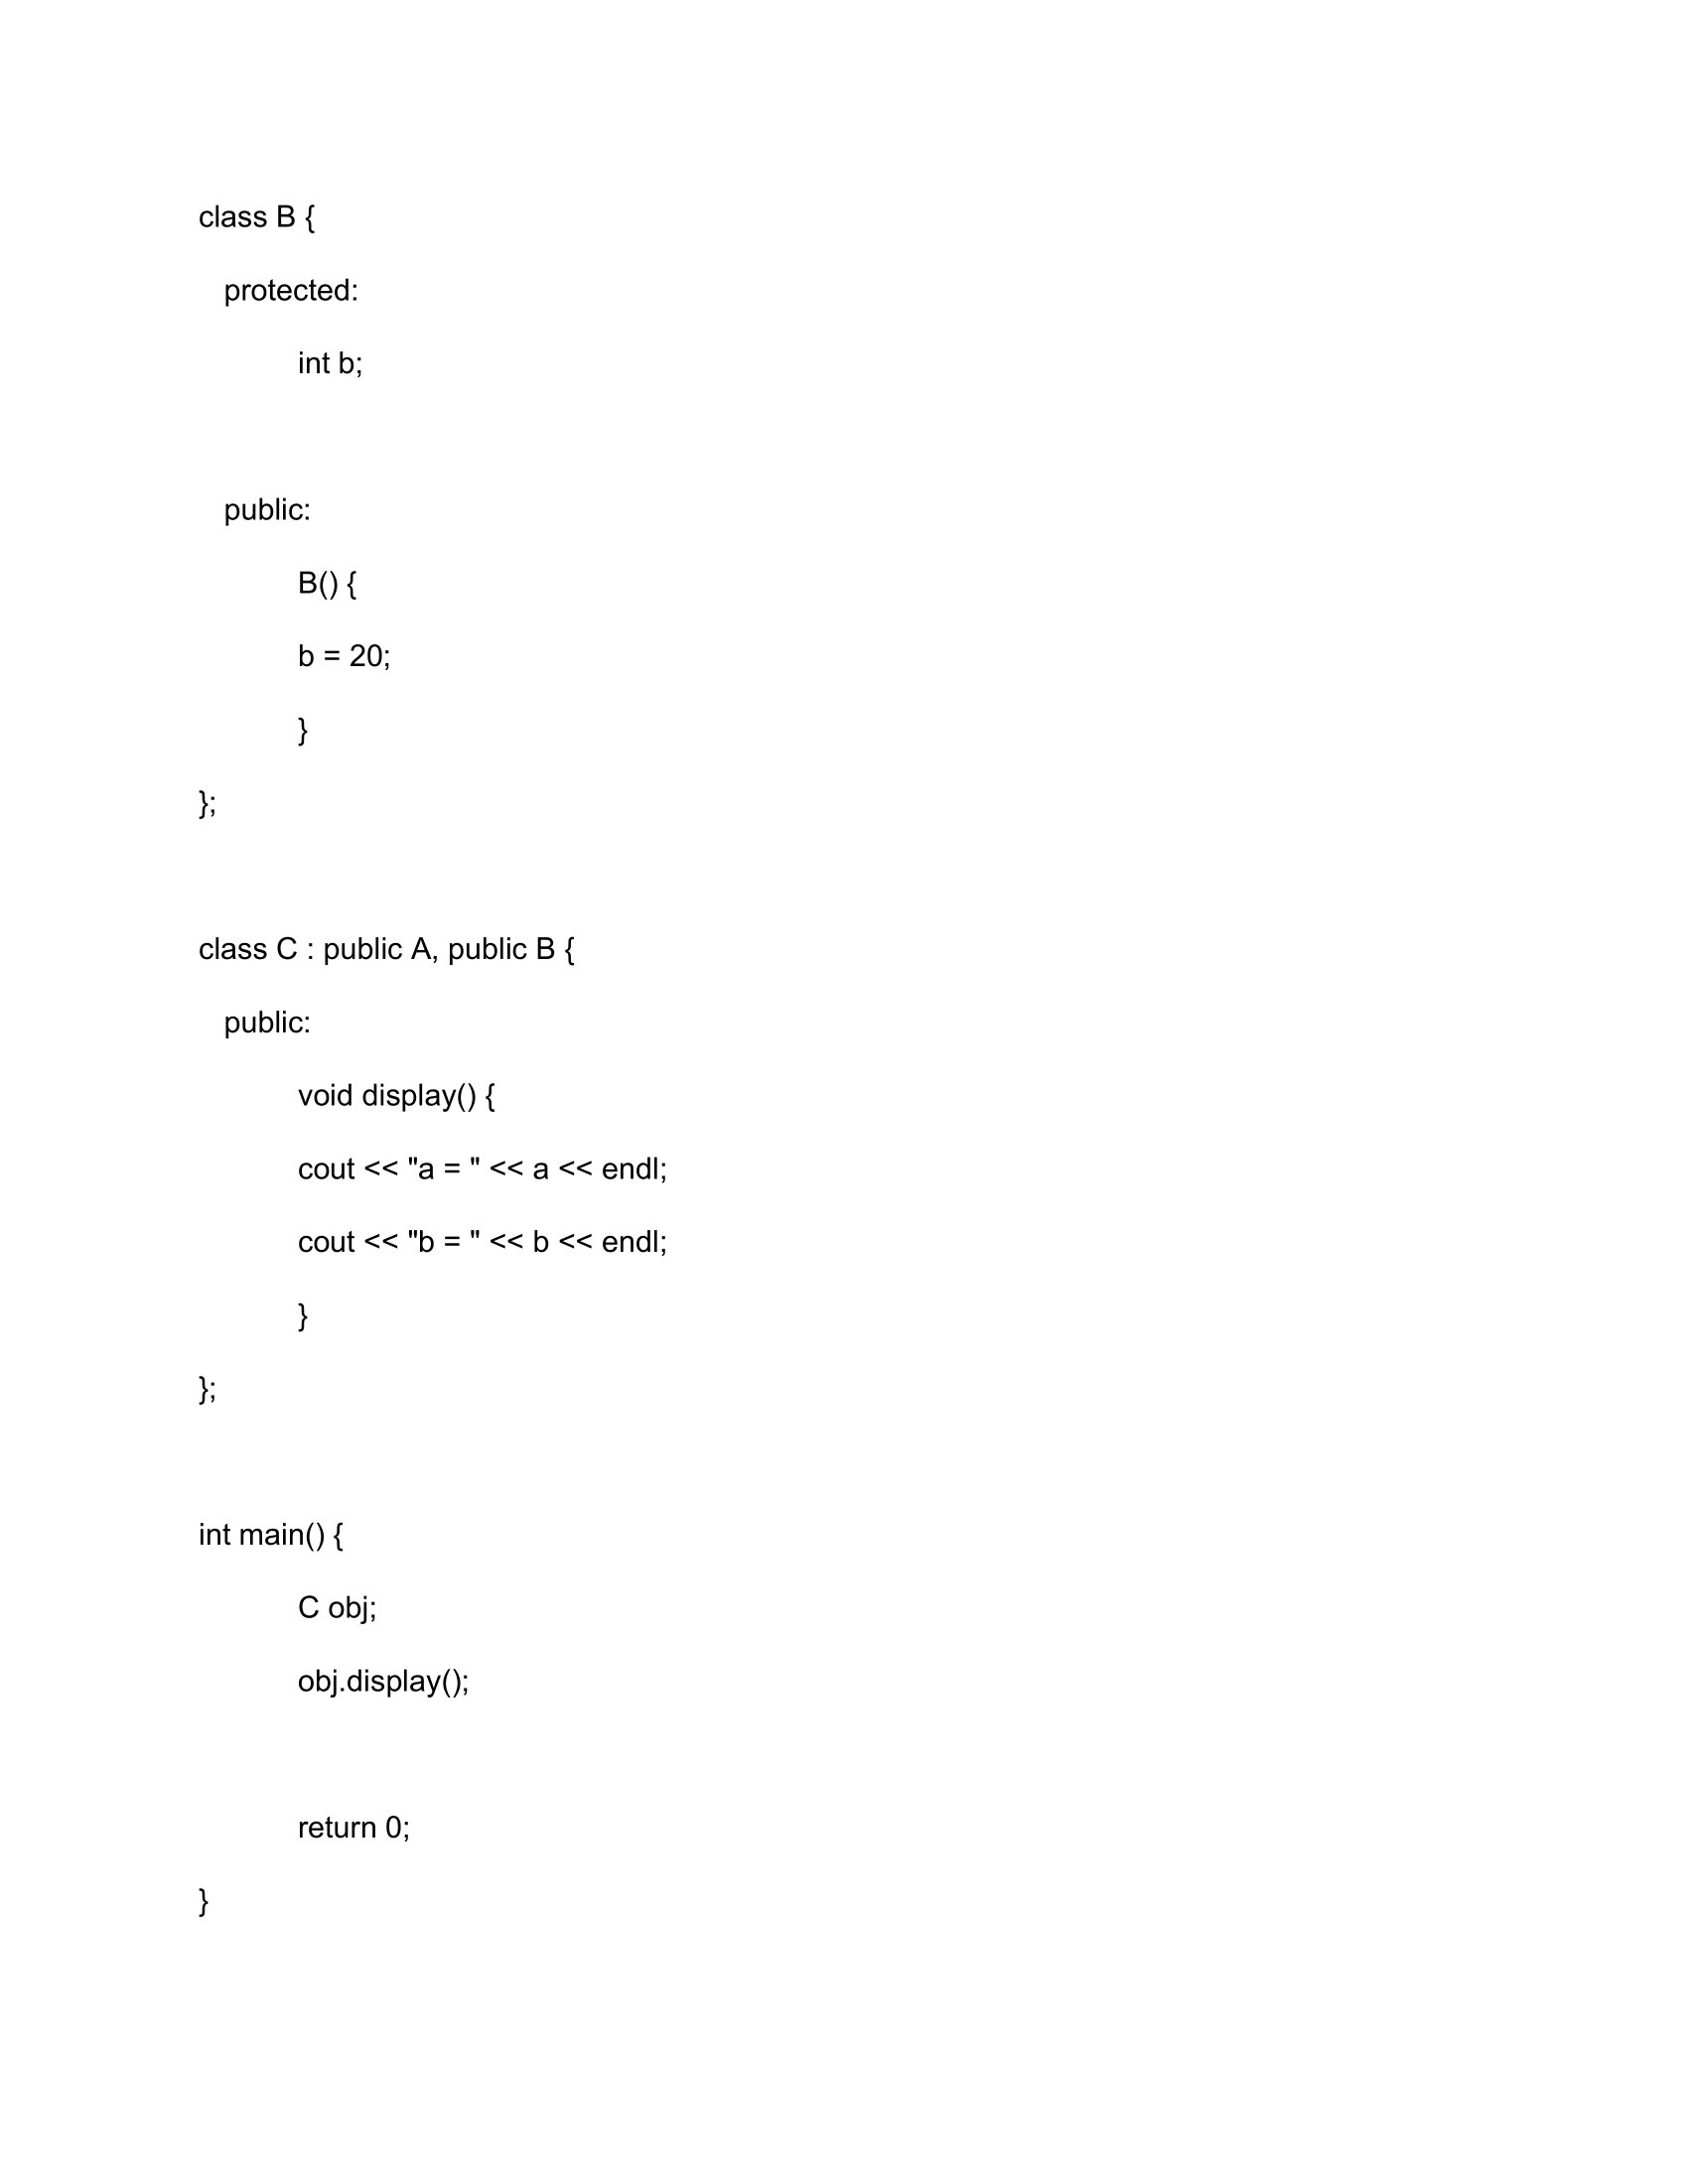 class B {
protected:
int b;
public:
B() {
b = 20;
}
};
class C : public A, public B {
public:
void display() {
cout << "a = " << a << endl;
cout << "b = " << b << endl;
}
};
int main() {
C obj;
obj.display();
return 0;
}